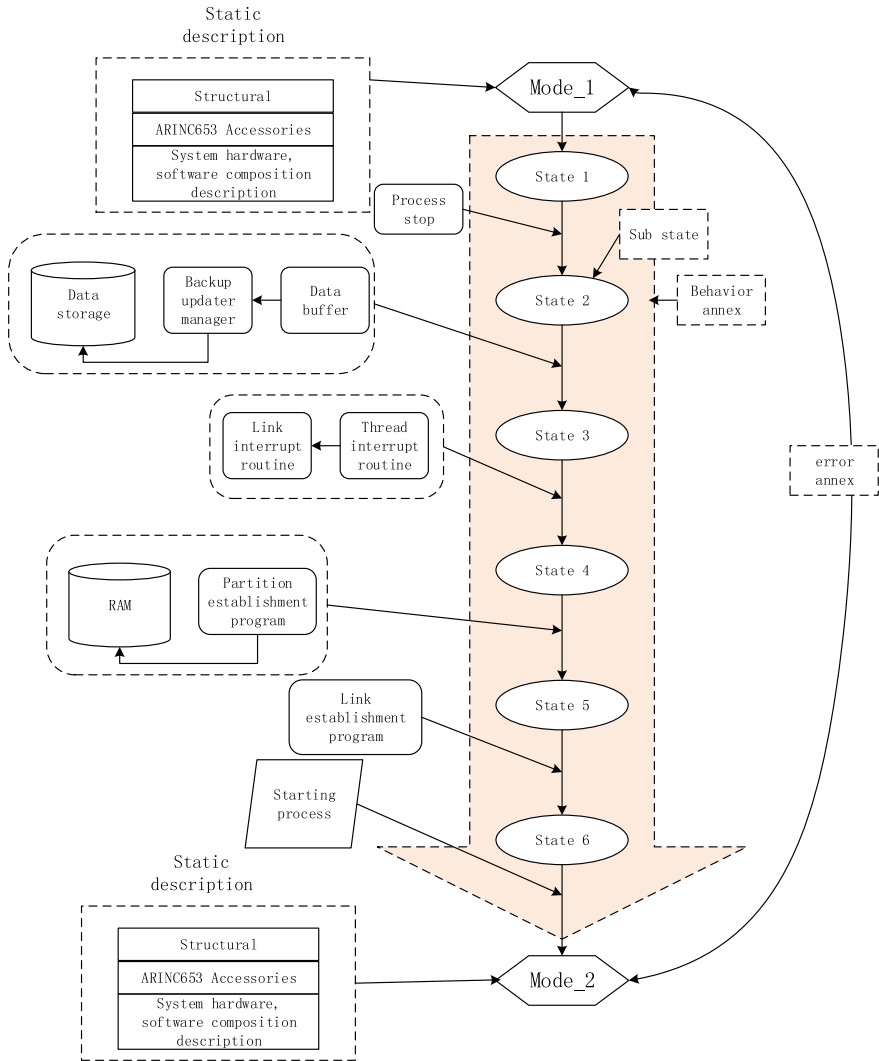 Static
description
Structural
ARINC653 Accessories
System hardware,
software composition
description
Mode_1
State 1
Process
stop
Sub state
Data
storage
Backup
updater
manager
Data
buffer
State 2
Behavior
annex
Link
interrupt
routine
Thread
interrupt
routine
State 3
error
annex
State 4
RAM
Partition
establishment
program
Link
establishment
program
State 5
Starting
process
State 6
Static
description
Structural
ARINC653 Accessories
System hardware,
software composition
description
Mode_2